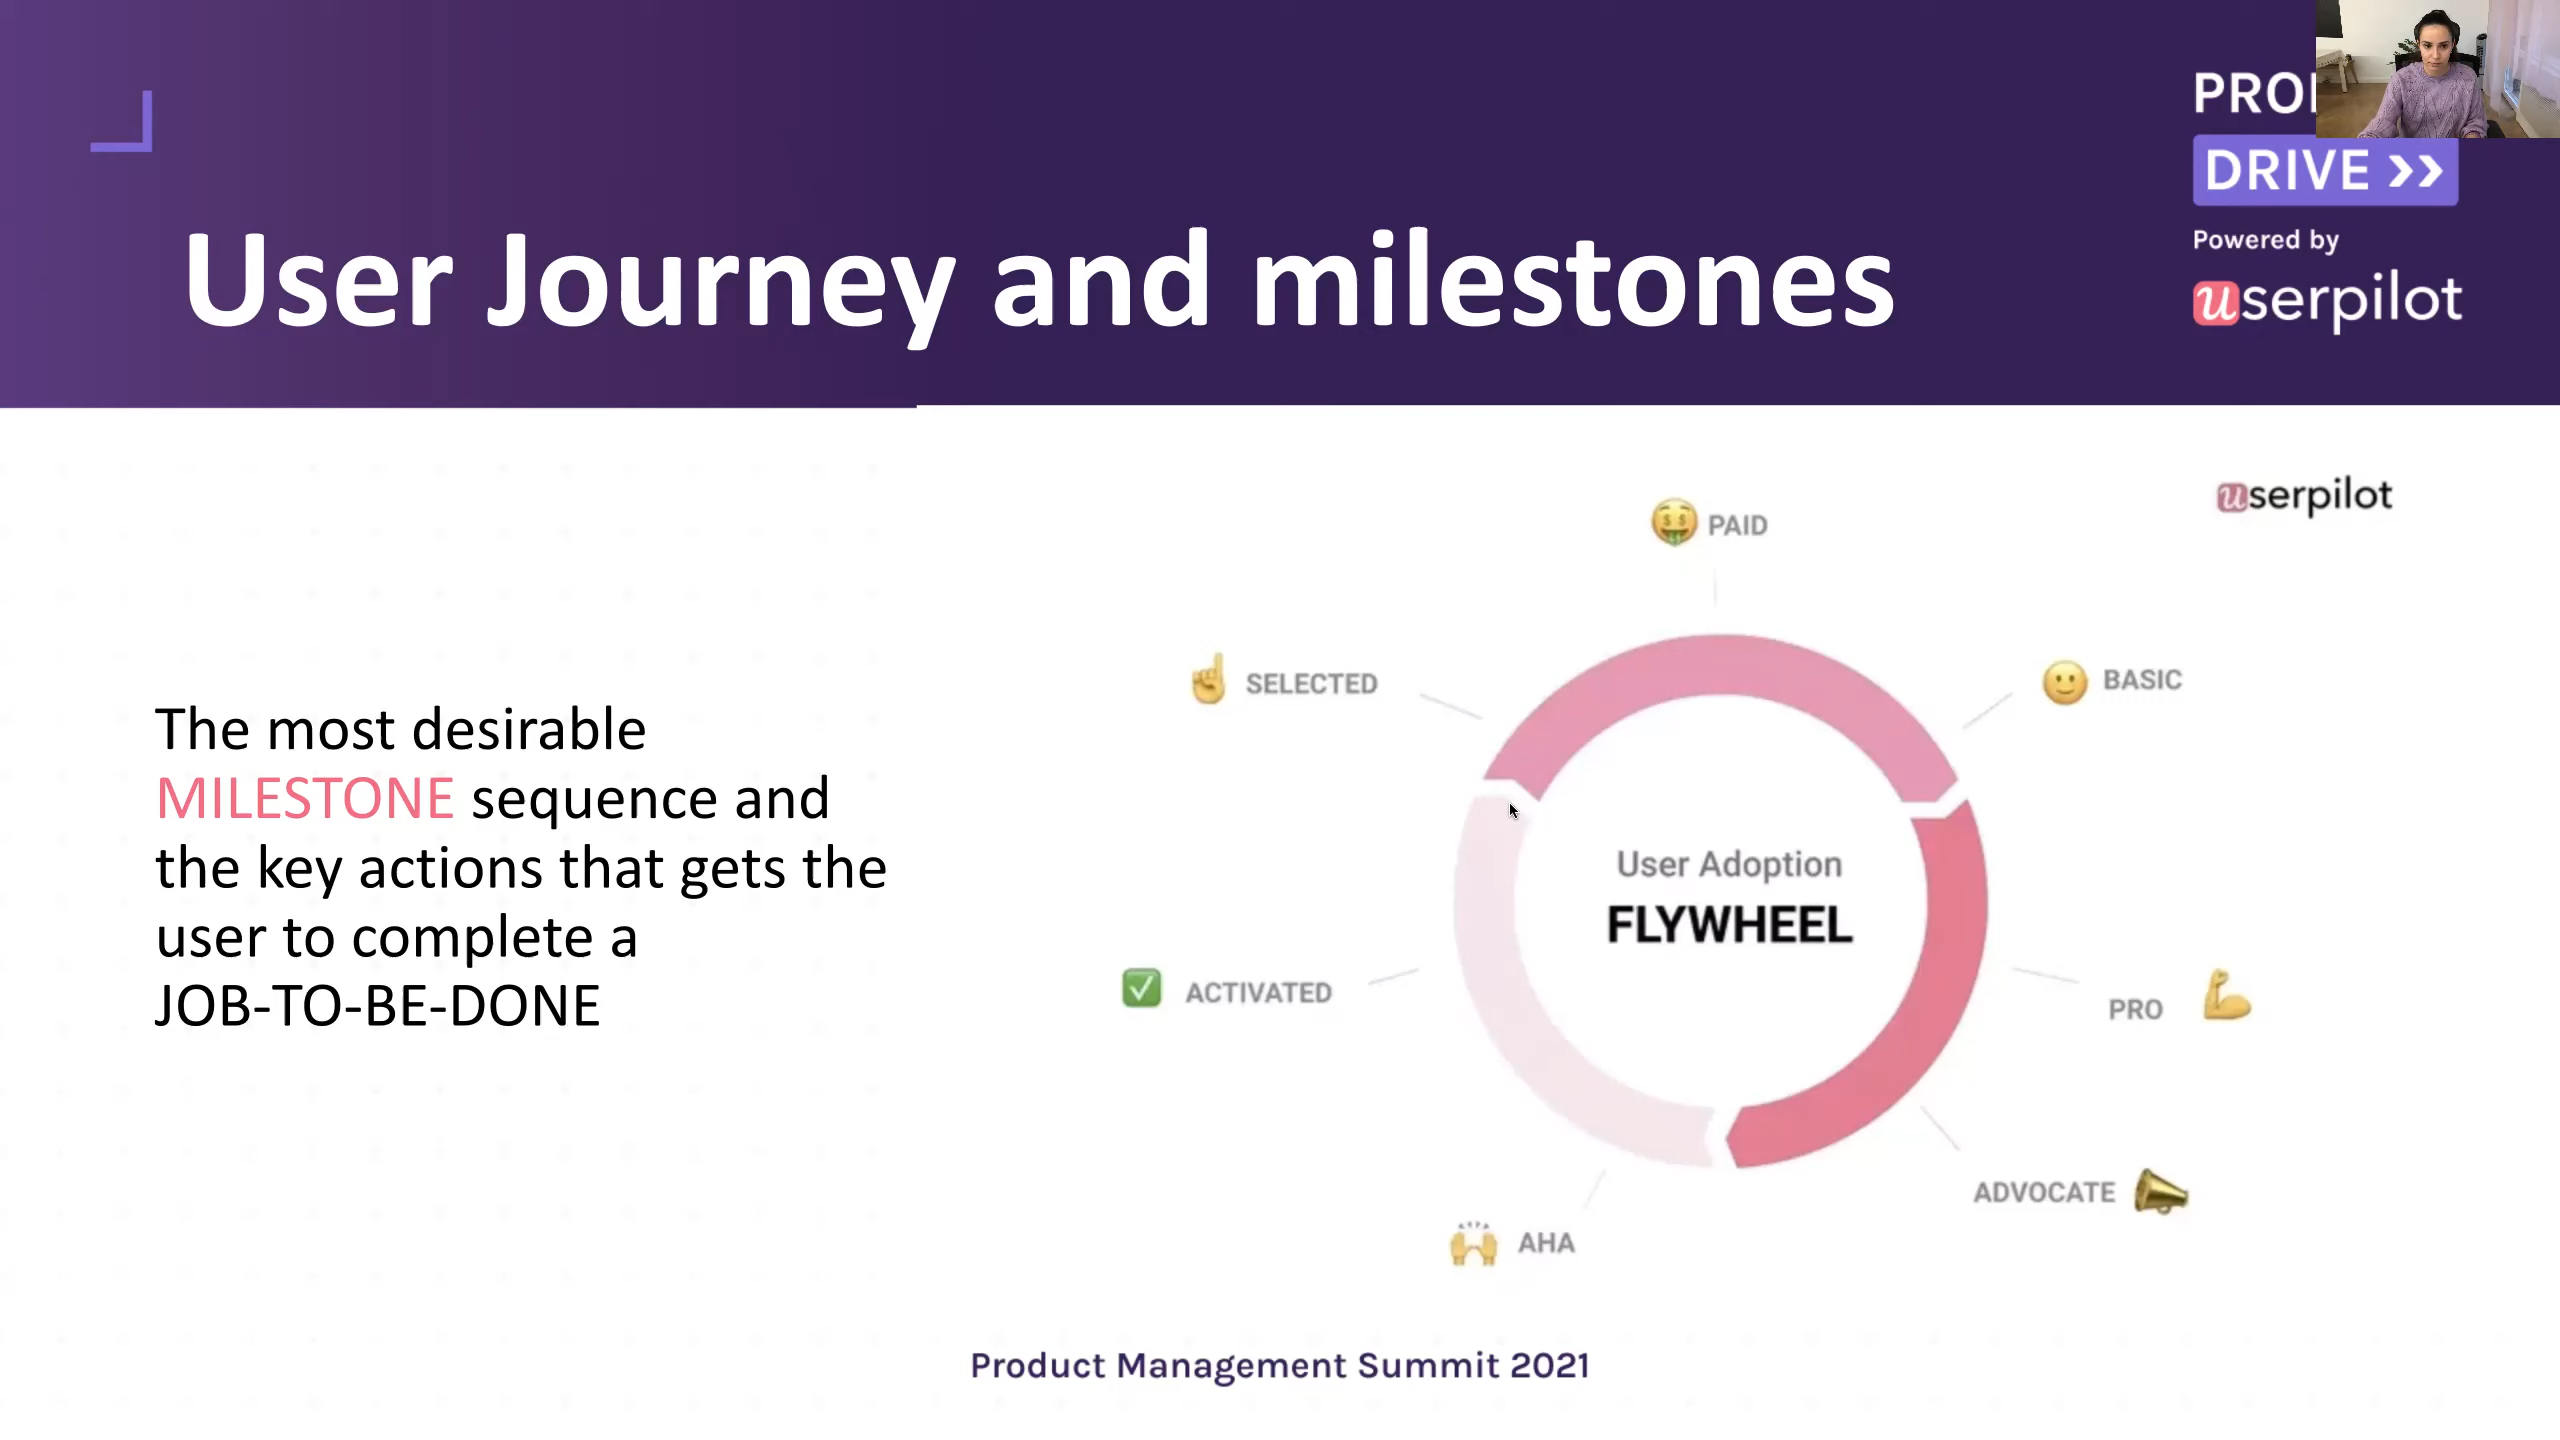 DRIVE
Powered by
userpilot
User Journey and milestones
userpilot
The most desirable
MILESTONE sequence and
the key actions that gets the
user to complete a
JOB-TO-BE-DONE
PAID
SELECTED
BASIC
User Adoption
FLYWHEEL
ACTIVATED
PRO
ADVOCATE
AHA
Product Management Summit 2021